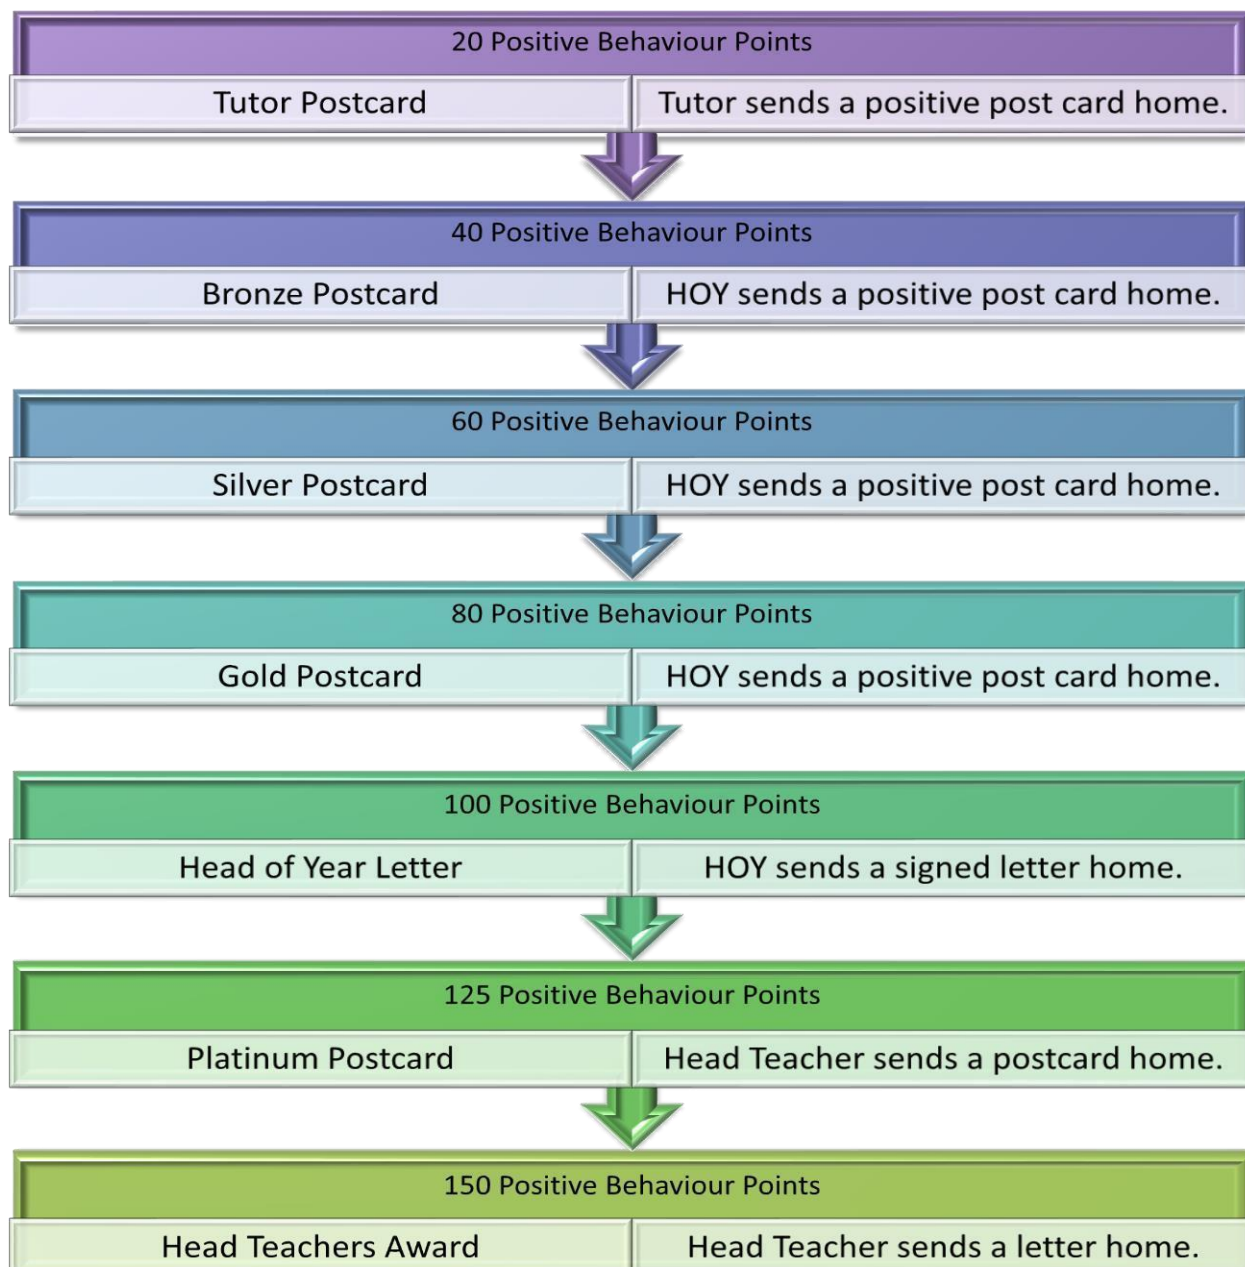 20 Positive Behaviour Points
Tutor Postcard
Tutor sends a positive post card home.
40 Positive Behaviour Points
Bronze Postcard
HOY sends a positive post card home.
60 Positive Behaviour Points
Silver Postcard
HOY sends a positive post card home.
80 Positive Behaviour Points
Gold Postcard
HOY sends a positive post card home.
100 Positive Behaviour Points
Head of Year Letter
HOY sends a signed letter home.
125 Positive Behaviour Points
Platinum Postcard
Head Teacher sends a postcard home.
150 Positive Behaviour Points
Head Teachers Award
Head Teacher sends a letter home.